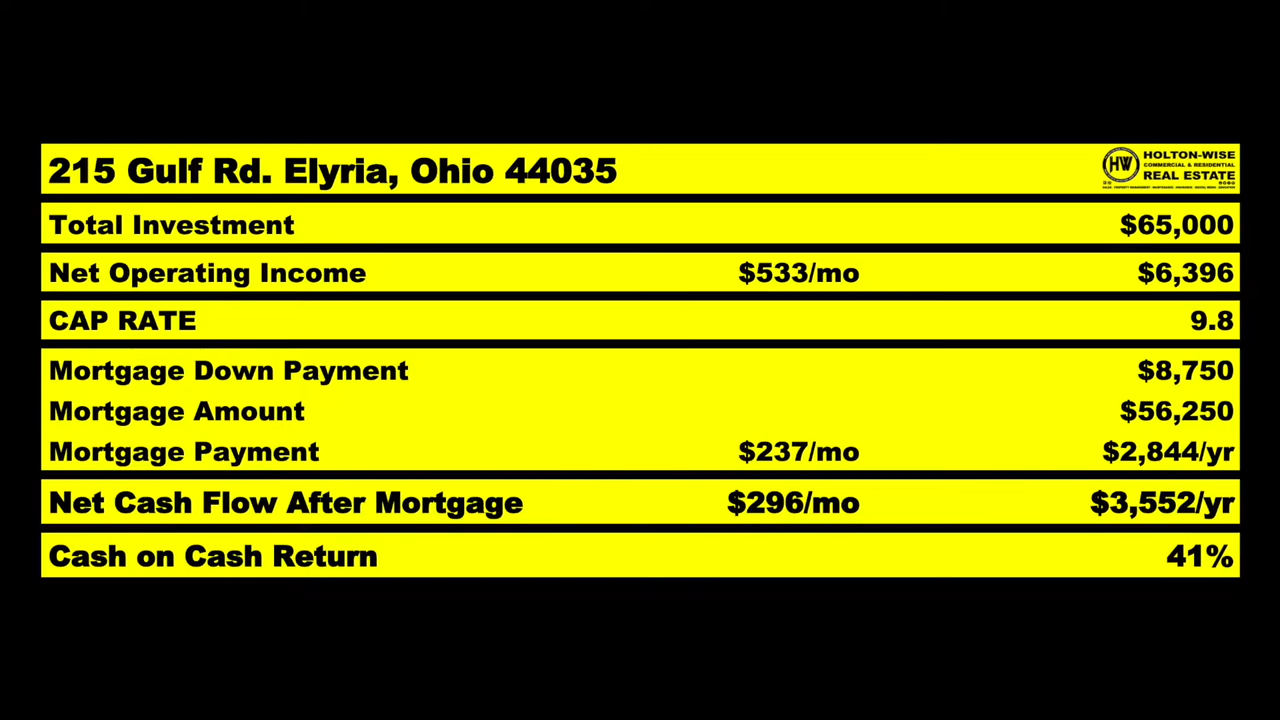 215 Gulf Rd. Elyria, Ohio 44035
HOLTON-WISE
COMMERCIAL & RESIDENTIAL
REAL ESTATE
HW
Total Investment $65,000
Net Operating Income $533/mo $6,396
CAP RATE 9.8
Mortgage Down Payment $8,750
Mortgage Amount $56,250
Mortgage Payment $237/mo $2,844/yr
Net Cash Flow After Mortgage $296/mo $3,552/yr
Cash on Cash Return 41%